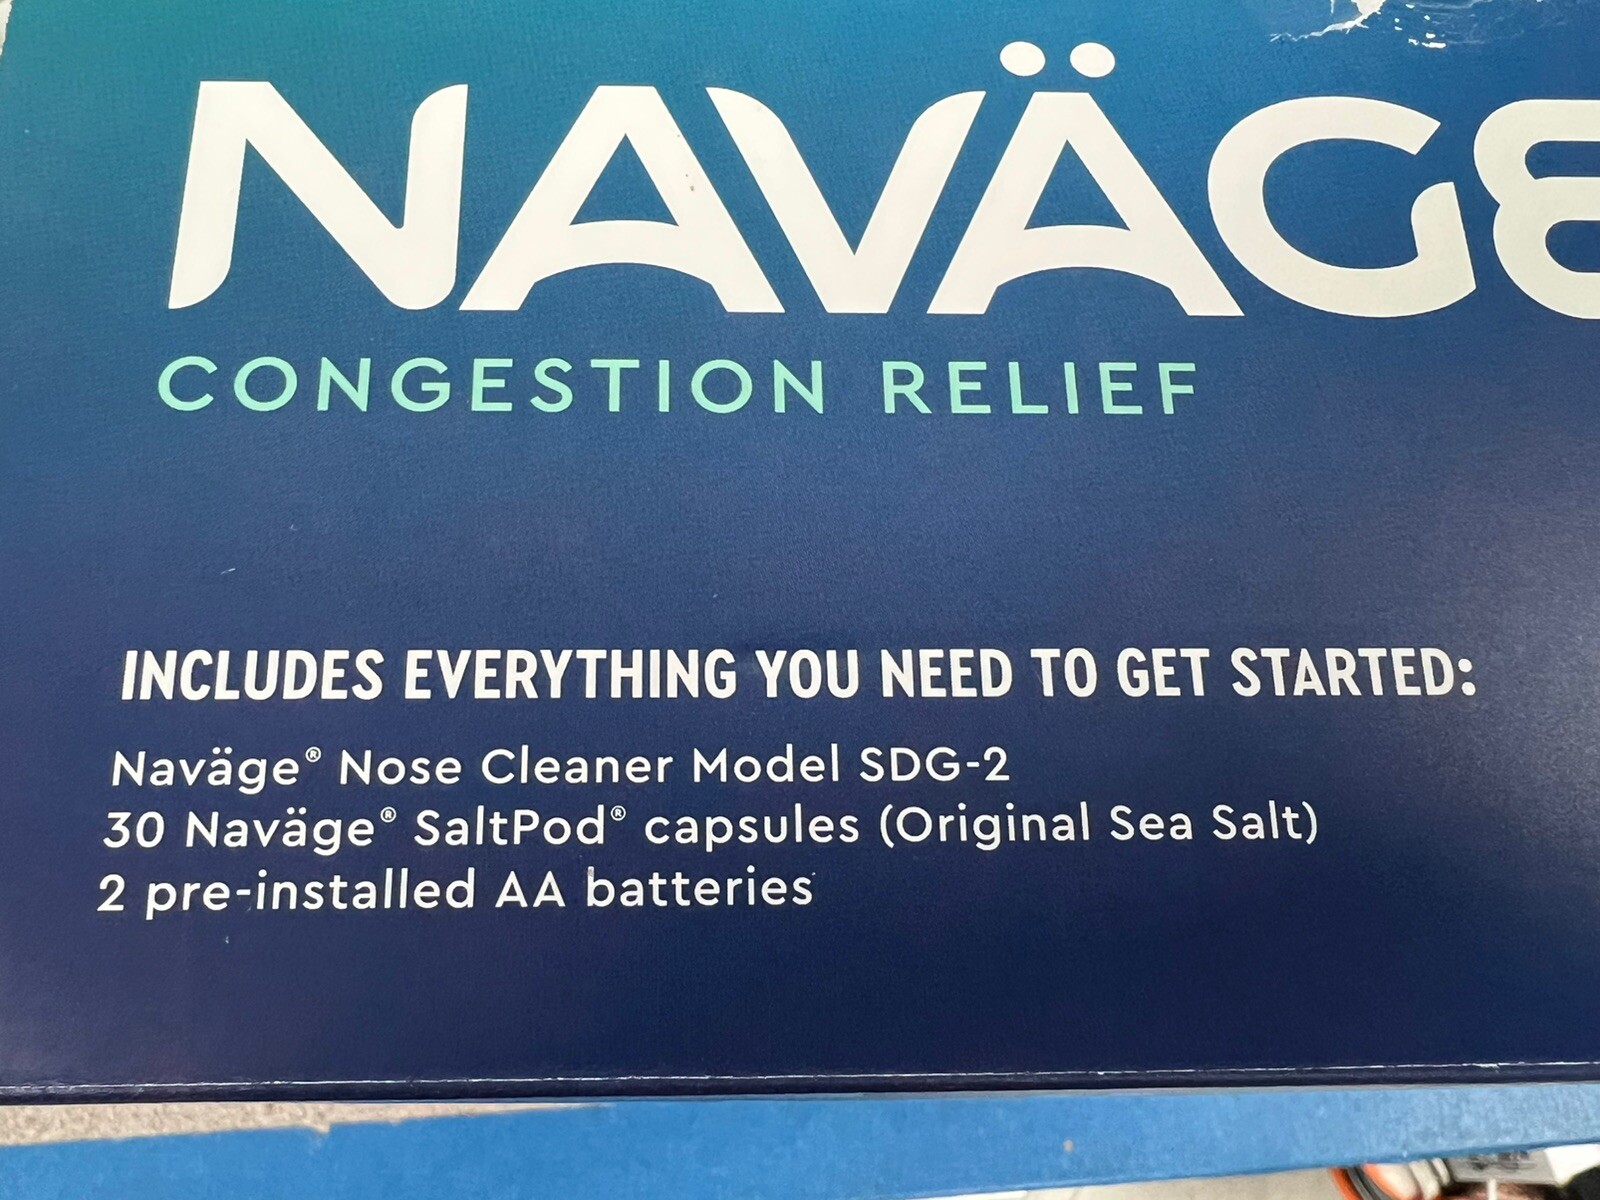 NAVÄGE
CONGESTION RELIEF
INCLUDES EVERYTHING YOU NEED TO GET STARTED:
Naväge® Nose Cleaner Model SDG-2
30 Naväge® SaltPod® capsules (Original Sea Salt)
2 pre-installed AA batteries